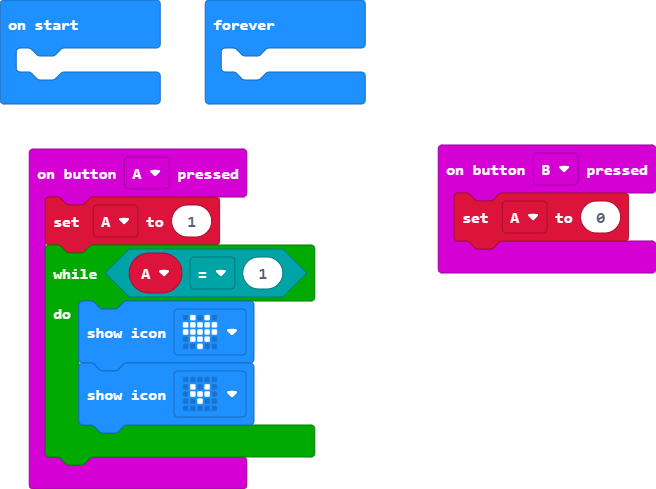 on start
forever
on button A pressed
set A to 1
while A = 1
do
show icon
show icon
on button B pressed
set A to 0